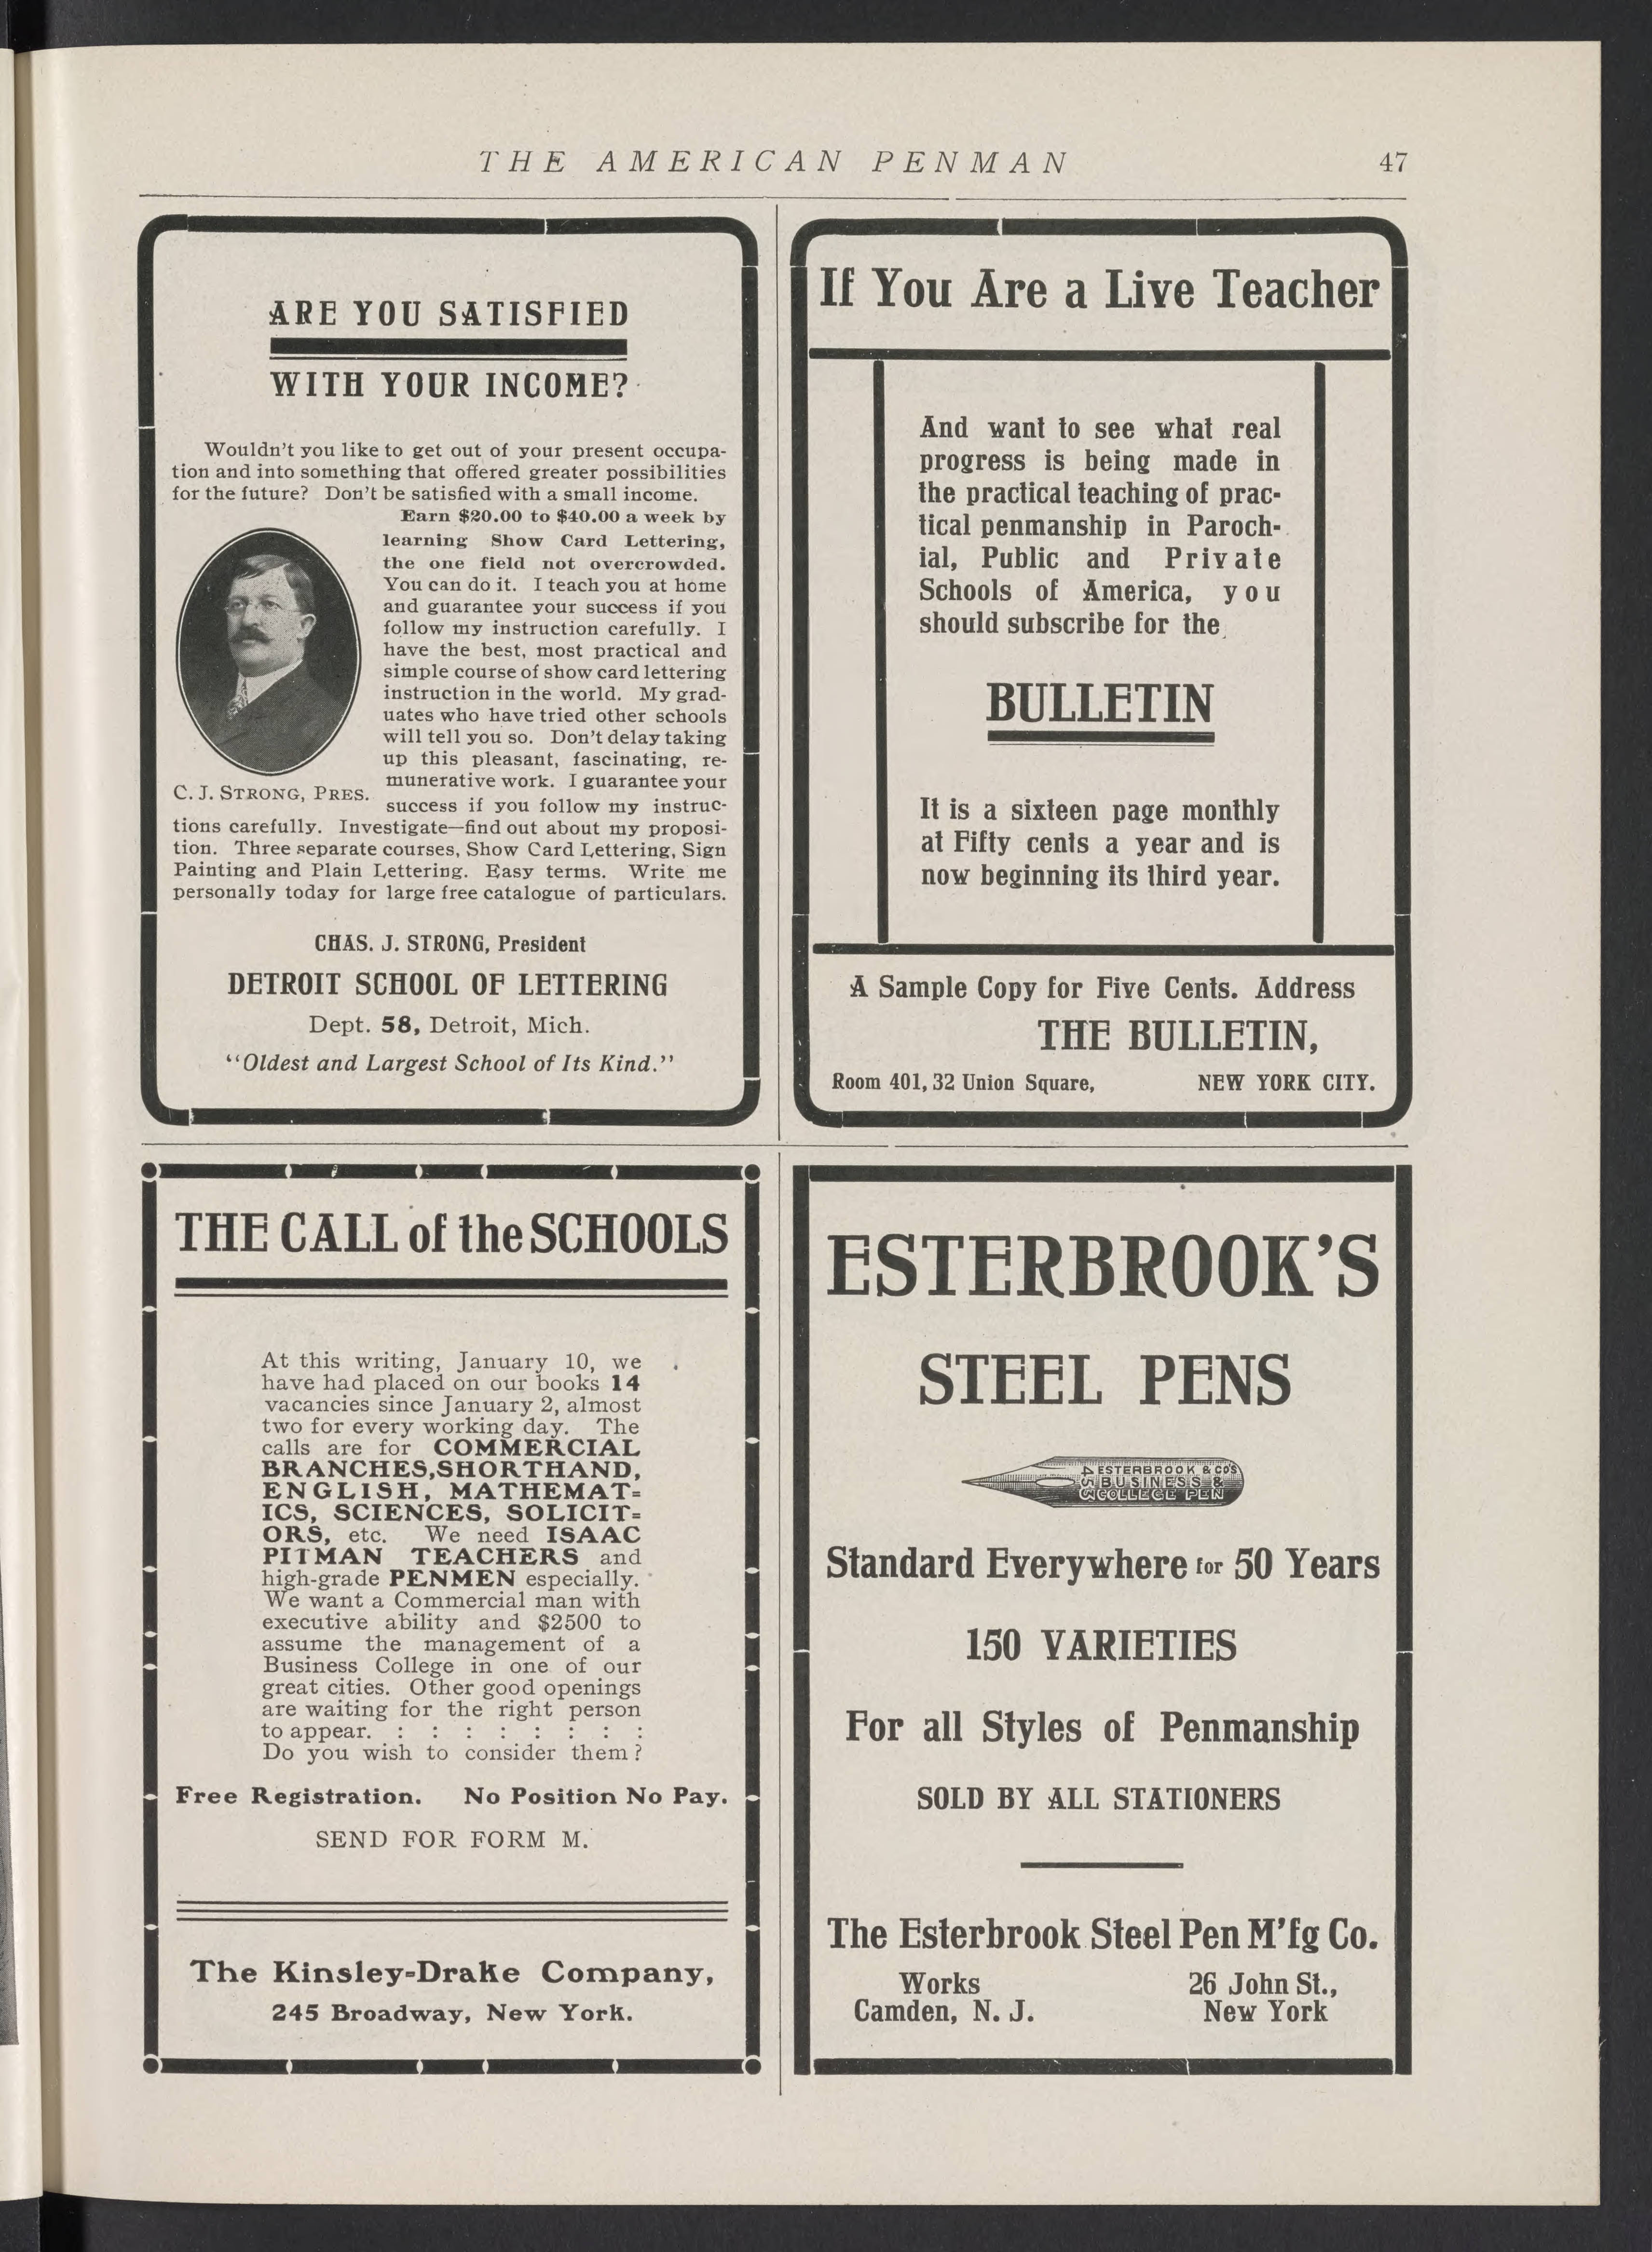 THE AMERICAN PENMAN
47
ARE YOU SATISFIED
WITH YOUR INCOME?
Wouldn't you like to get out of your present occupa-
tion and into something that offered greater possibilities
for the future? Don't be satisfied with a small income.
Earn $20.00 to $40.00 a week by
learning Show Card Lettering,
the one field not overcrowded.
You can do it. I teach you at home
and guarantee your success if you
follow my instruction carefully. I
have the best, most practical and
simple course of show card lettering
instruction in the world. My grad-
uates who have tried other schools
will tell you so. Don't delay taking
up this pleasant, fascinating, re-
munerative work. I guarantee your
C. J. STRONG, PRES.
success if you follow my instruc-
tions carefully. Investigate—find out about my proposi-
tion. Three separate courses, Show Card Lettering, Sign
Painting and Plain Lettering. Easy terms. Write me
personally today for large free catalogue of particulars.
CHAS. J. STRONG, President
DETROIT SCHOOL OF LETTERING
Dept. 58, Detroit, Mich.
"Oldest and Largest School of Its Kind."
If You Are a Live Teacher
And want to see what real
progress is being made in
the practical teaching of prac-
tical penmanship in Paroch-
ial, Public and Private
Schools of America, you
should subscribe for the
BULLETIN
It is a sixteen page monthly
at Fifty cents a year and is
now beginning its third year.
A Sample Copy for Five Cents. Address
THE BULLETIN,
Room 401, 32 Union Square, NEW YORK CITY.
THE CALL of the SCHOOLS
At this writing, January 10, we
have had placed on our books 14
vacancies since January 2, almost
two for every working day. The
calls are for COMMERCIAL
BRANCHES, SHORTHAND,
ENGLISH, MATHEMAT=
ICS, SCIENCES, SOLICIT=
ORS, etc. We need ISAAC
PITMAN TEACHERS and
high-grade PENMEN especially.
We want a Commercial man with
executive ability and $2500 to
assume the management of a
Business College in one of our
great cities. Other good openings
are waiting for the right person
to appear. : : : : : : : :
Do you wish to consider them?
Free Registration. No Position No Pay.
SEND FOR FORM M.
The Kinsley=Drake Company,
245 Broadway, New York.
ESTERBROOK'S
STEEL PENS
ESTERBROOK & CO'S
BUSINESS &
COLLEGE PEN
453
Standard Everywhere for 50 Years
150 VARIETIES
For all Styles of Penmanship
SOLD BY ALL STATIONERS
The Esterbrook Steel Pen M'fg Co.
Works 26 John St.,
Camden, N. J. New York